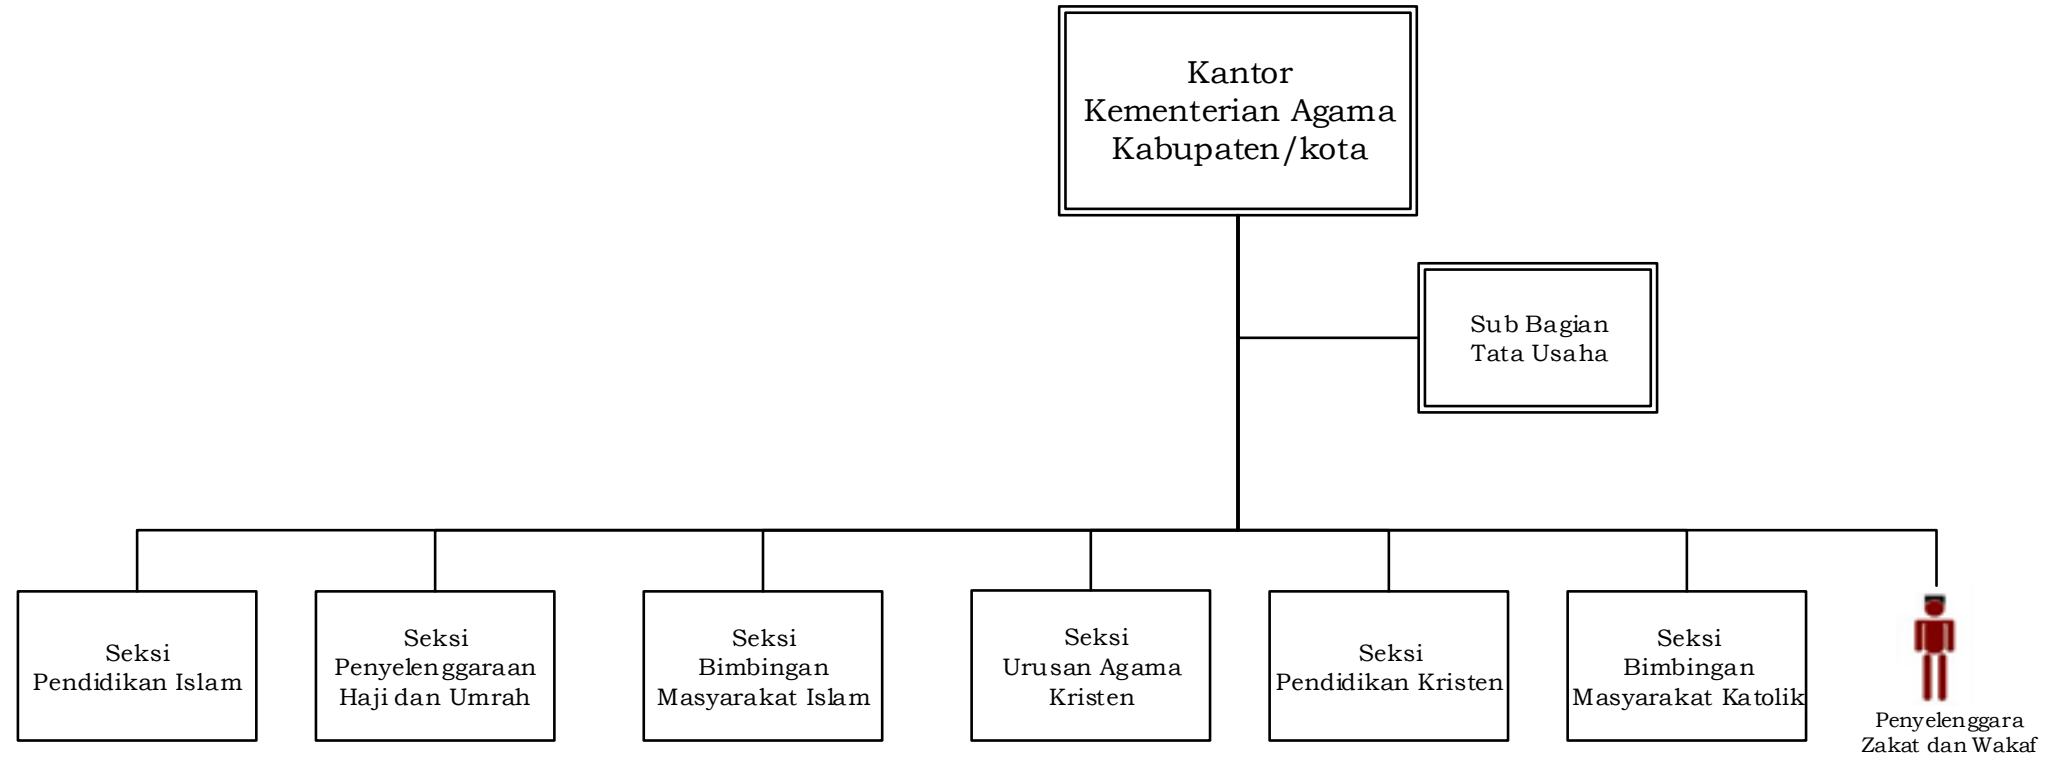 Kantor
Kementerian Agama
Kabupaten/kota
Sub Bagian
Tata Usaha
Seksi
Pendidikan Islam
Seksi
Penyelenggaraan
Haji dan Umrah
Seksi
Bimbingan
Masyarakat Islam
Seksi
Urusan Agama
Kristen
Seksi
Pendidikan Kristen
Seksi
Bimbingan
Masyarakat Katolik
Penyelenggara
Zakat dan Wakaf